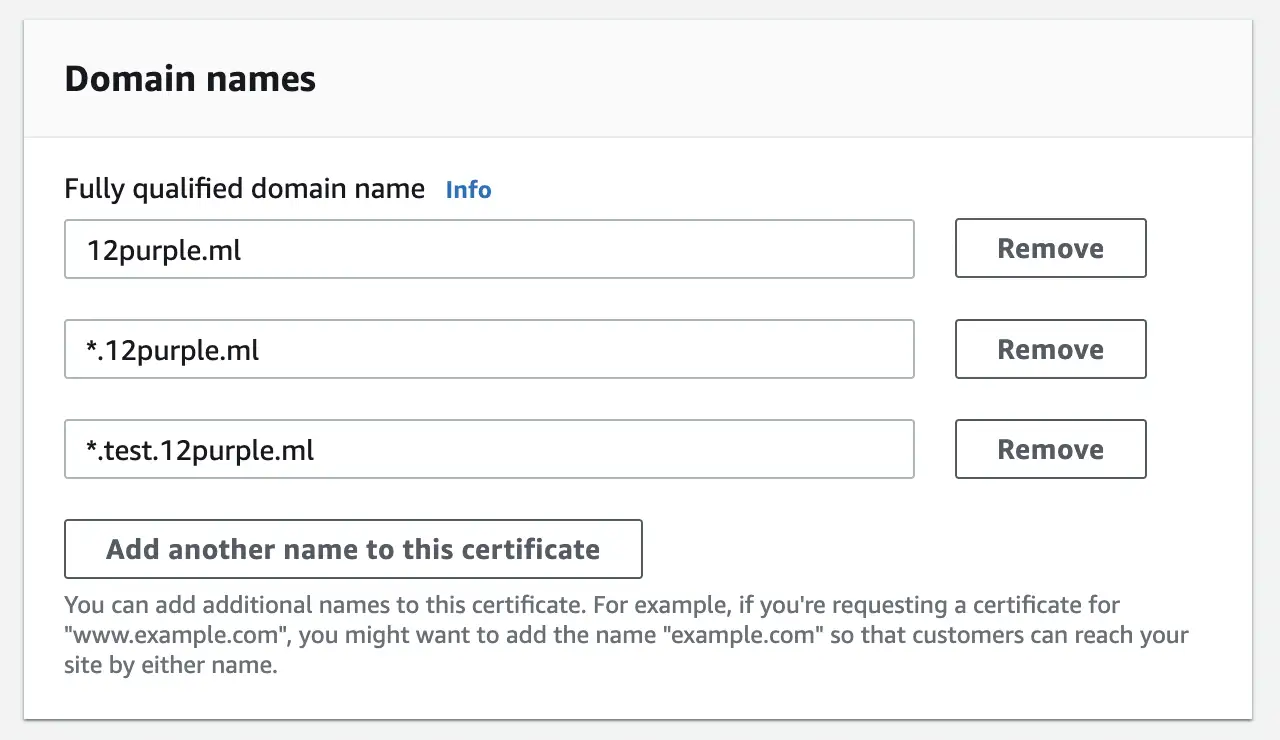 Domain names
Fully qualified domain name Info
12purple.ml Remove
*.12purple.ml Remove
*.test.12purple.ml Remove
Add another name to this certificate
You can add additional names to this certificate. For example, if you're requesting a certificate for
"www.example.com", you might want to add the name "example.com" so that customers can reach your
site by either name.